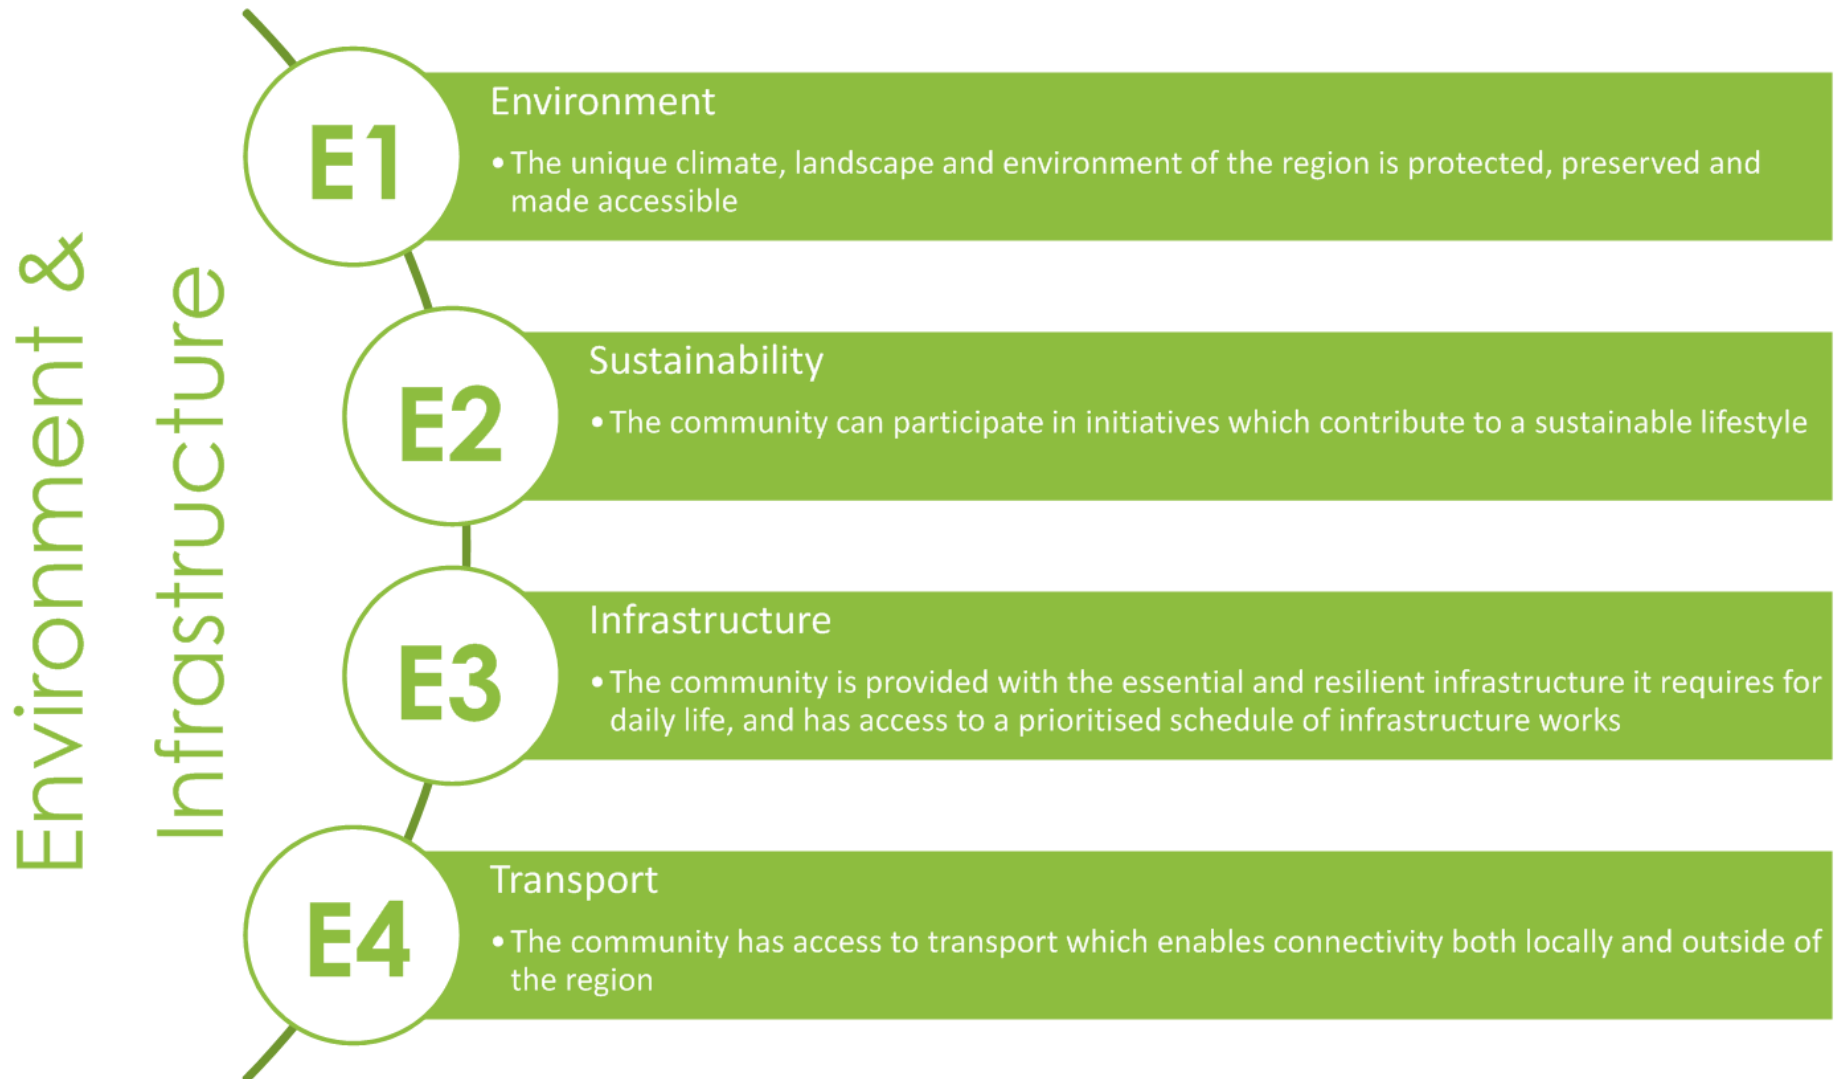 Environment &
Infrastructure
E1
Environment
•The unique climate, landscape and environment of the region is protected, preserved and
made accessible
E2
Sustainability
•The community can participate in initiatives which contribute to a sustainable lifestyle
E3
Infrastructure
•The community is provided with the essential and resilient infrastructure it requires for
daily life, and has access to a prioritised schedule of infrastructure works
E4
Transport
•The community has access to transport which enables connectivity both locally and outside of
the region